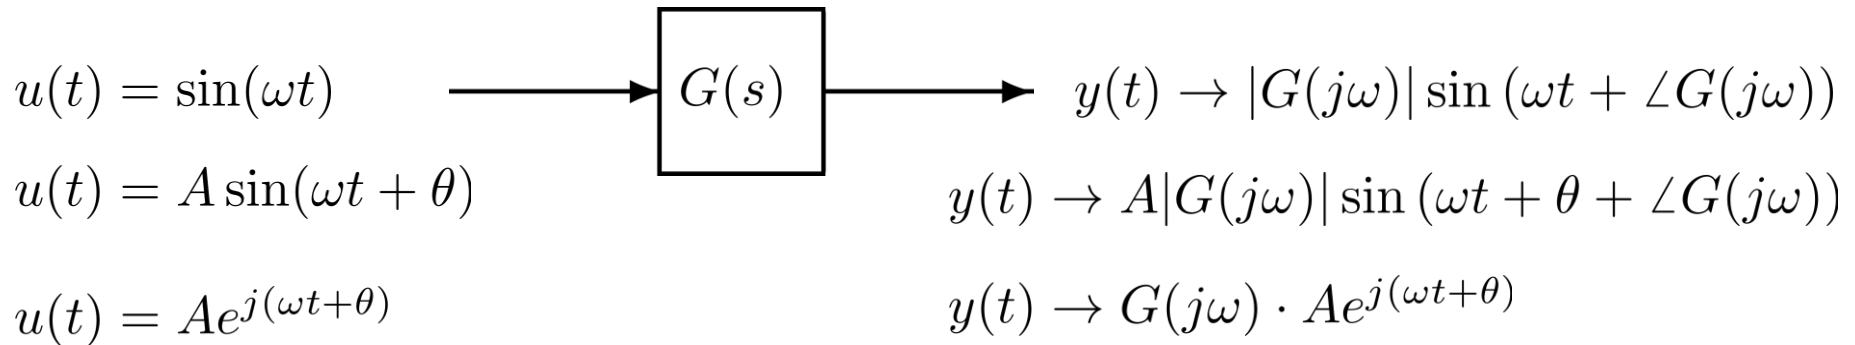 u(t) = sin(ωt) G(s) y(t) → |G(jω)| sin (ωt + ∠G(jω))
u(t) = A sin(ωt + θ) y(t) → A|G(jω)| sin (ωt + θ + ∠G(jω))
u(t) = Ae^{j(ωt+θ)} y(t) → G(jω) · Ae^{j(ωt+θ)}